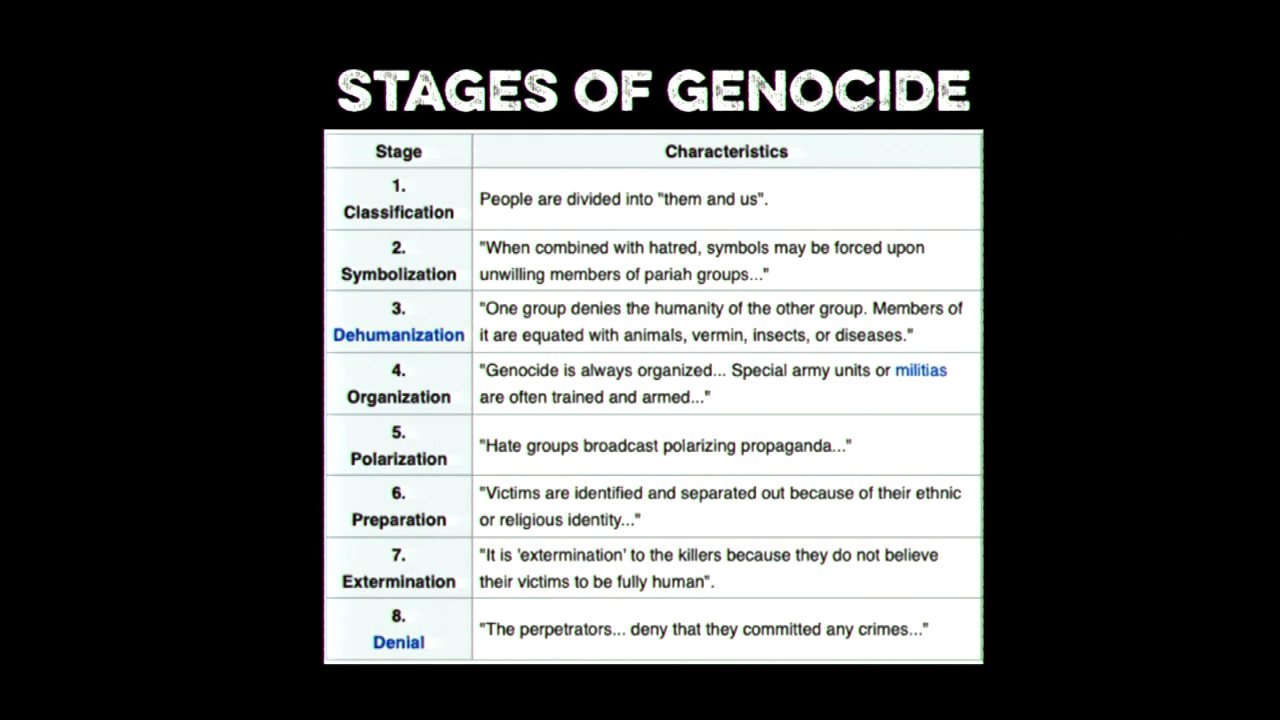 STAGES OF GENOCIDE
Stage Characteristics
1.
Classification
People are divided into "them and us".
2.
Symbolization
"When combined with hatred, symbols may be forced upon
unwilling members of pariah groups..."
3.
Dehumanization
"One group denies the humanity of the other group. Members of
it are equated with animals, vermin, insects, or diseases."
4.
Organization
"Genocide is always organized... Special army units or militias
are often trained and armed..."
5.
Polarization
"Hate groups broadcast polarizing propaganda..."
6.
Preparation
"Victims are identified and separated out because of their ethnic
or religious identity..."
7.
Extermination
"It is 'extermination' to the killers because they do not believe
their victims to be fully human".
8.
Denial
"The perpetrators... deny that they committed any crimes..."